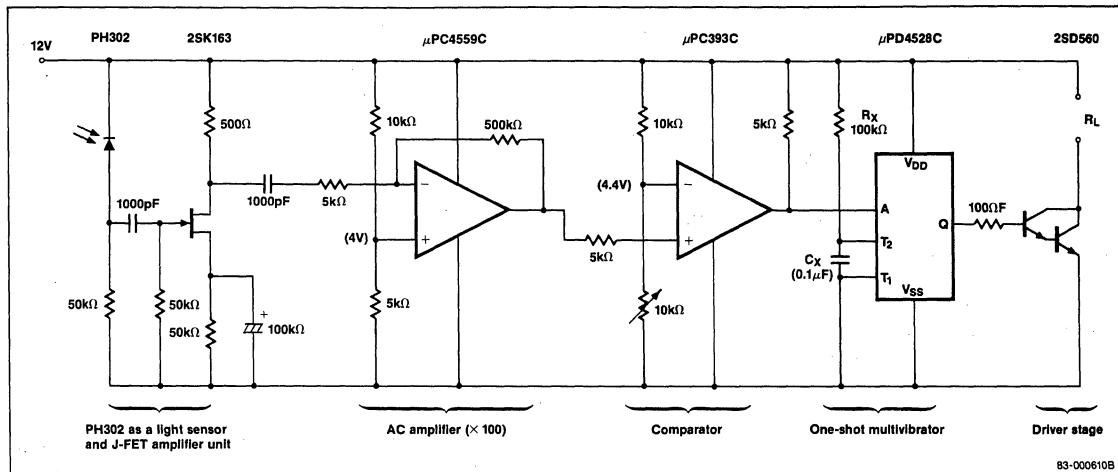 12V
PH302
2SK163
μPC4559C
μPC393C
μPD4528C
2SD560
500Ω
10kΩ
500kΩ
10kΩ
5kΩ
RX
100kΩ
RL
VDD
1000pF
1000pF
5kΩ
−
(4V)
+
5kΩ
(4.4V)
−
+
A
T2
T1
Q
100ΩF
CX
(0.1μF)
VSS
50kΩ
50kΩ
50kΩ
+
100kΩ
5kΩ
10kΩ
PH302 as a light sensor
and J-FET amplifier unit
AC amplifier (× 100)
Comparator
One-shot multivibrator
Driver stage
83-000610B